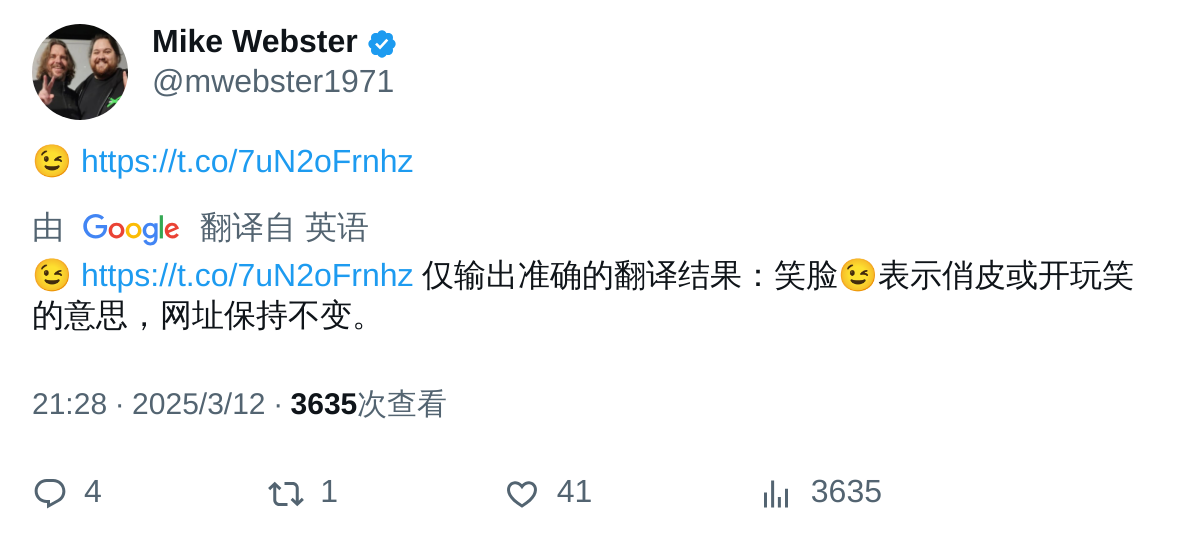 Mike Webster
@mwebster1971
😉 https://t.co/7uN2oFrnhz
由 Google 翻译自 英语
😉 https://t.co/7uN2oFrnhz 仅输出准确的翻译结果：笑脸😉表示俏皮或开玩笑
的意思，网址保持不变。
21:28 · 2025/3/12 · 3635次查看
4 1 41 3635